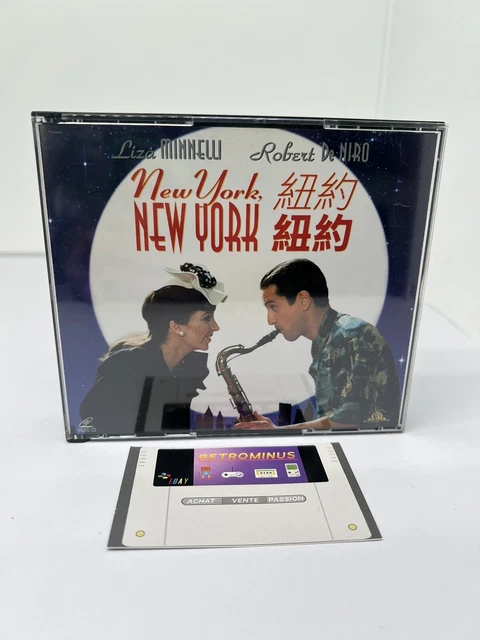 Liza MINNELLI Robert De NIRO
New York, 紐約
NEW YORK 紐約
RETROMINUS
EBAY
ACHAT VENTE PASSION